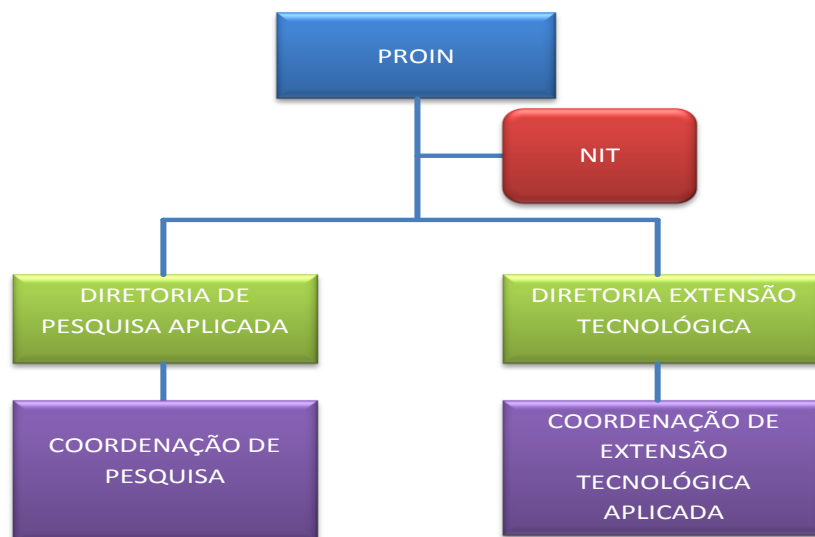 PROIN
NIT
DIRETORIA DE
PESQUISA APLICADA
DIRETORIA EXTENSÃO
TECNOLÓGICA
COORDENAÇÃO DE
PESQUISA
COORDENAÇÃO DE
EXTENSÃO
TECNOLÓGICA
APLICADA